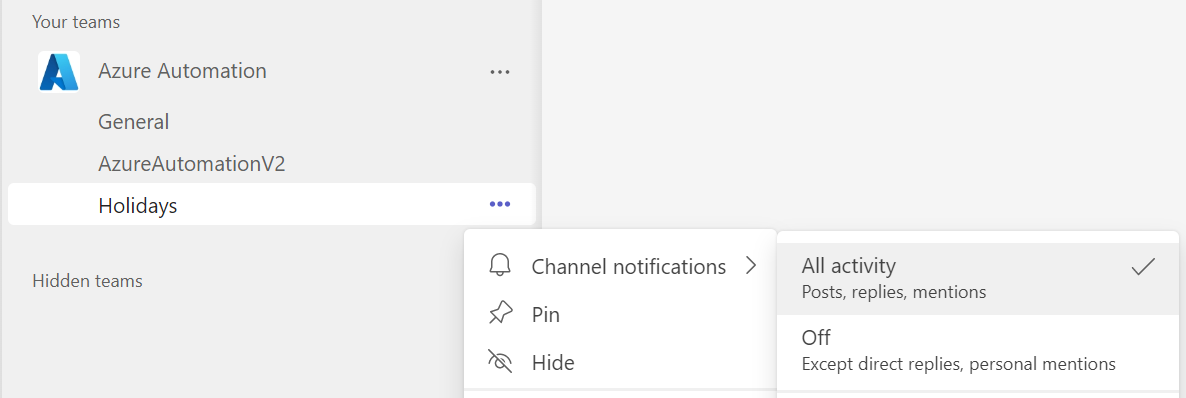 Your teams
Azure Automation
General
AzureAutomationV2
Holidays
Hidden teams
Channel notifications
Pin
Hide
All activity
Posts, replies, mentions
Off
Except direct replies, personal mentions